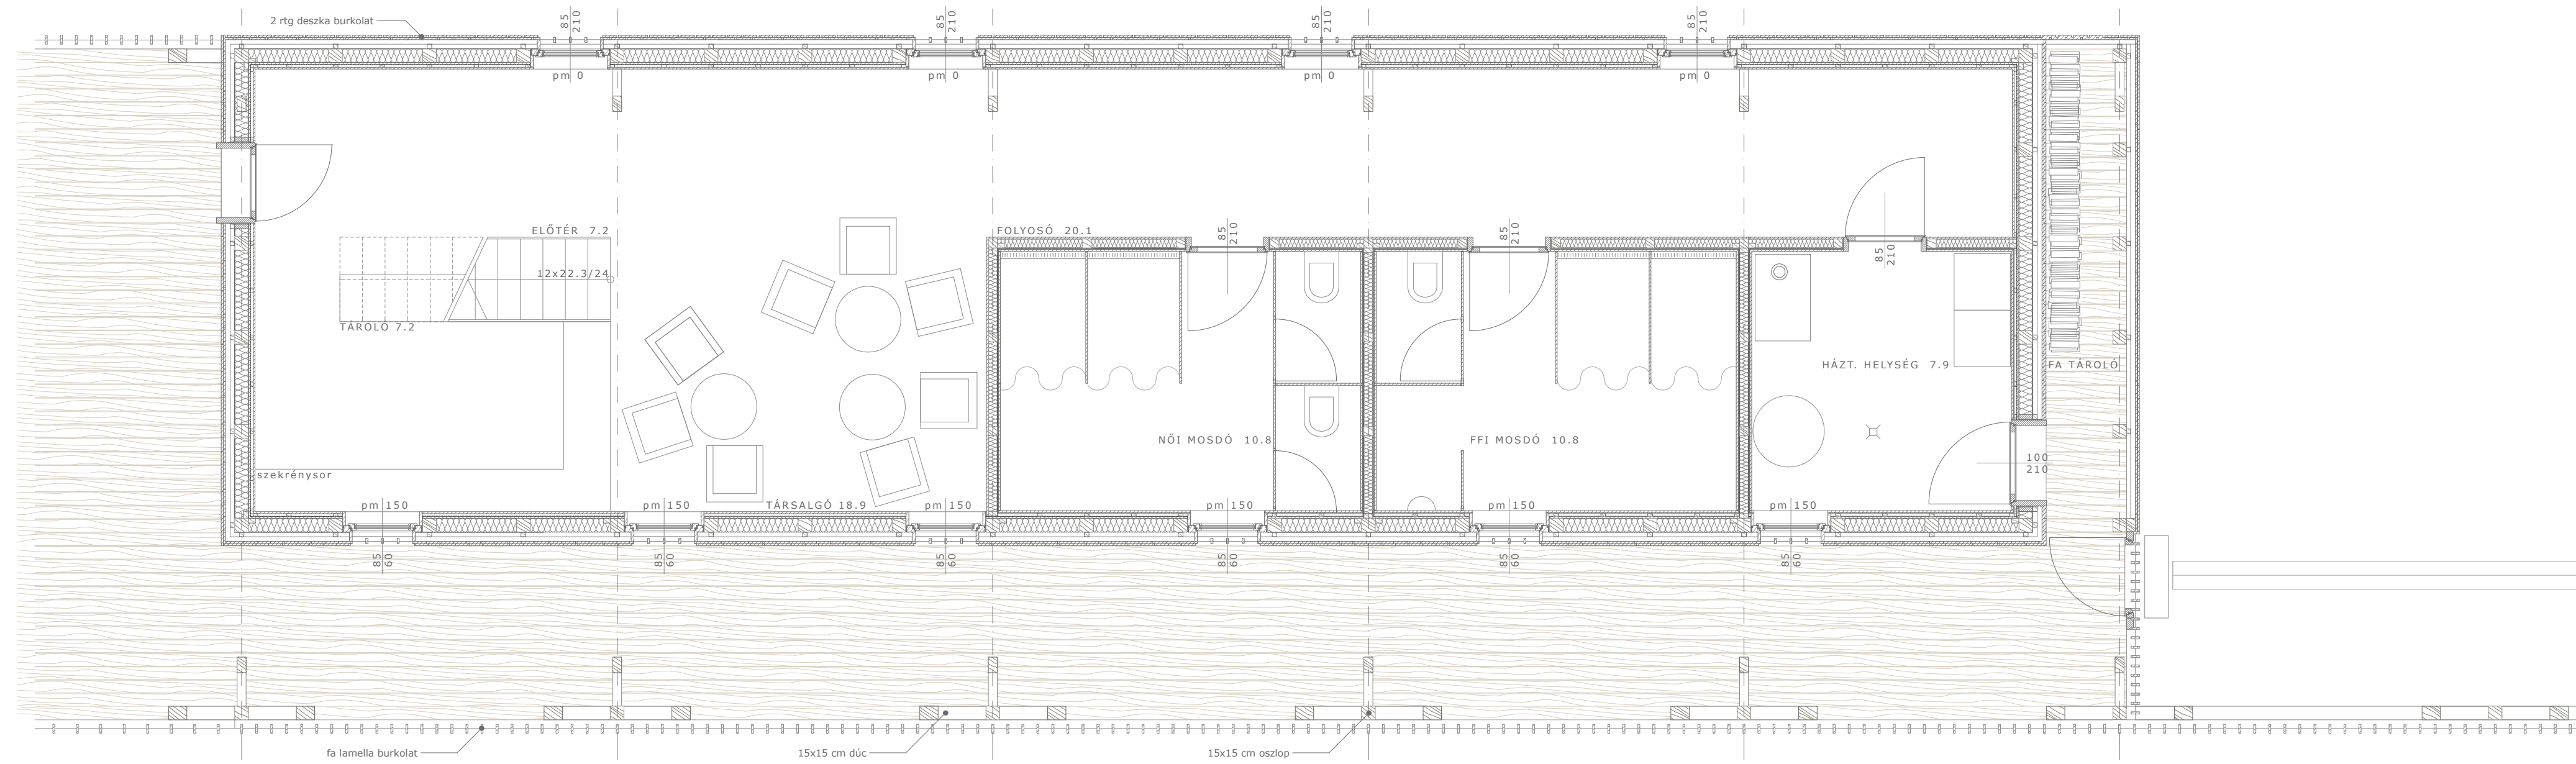 2 rtg deszka burkolat
85
210
85
210
85
210
85
210
pm 0
pm 0
pm 0
pm 0
ELŐTÉR 7.2
FOLYOSÓ 20.1
85
210
85
210
85
210
12x22.3/24
TÁROLÓ 7.2
HÁZT. HELYSÉG 7.9
FA TÁROLÓ
NŐI MOSDÓ 10.8
FFI MOSDÓ 10.8
100
210
szekrénysor
pm 150
pm 150
TÁRSALGÓ 18.9
pm 150
pm 150
pm 150
pm 150
85
60
85
60
85
60
85
60
85
60
85
60
fa lamella burkolat
15x15 cm dúc
15x15 cm oszlop